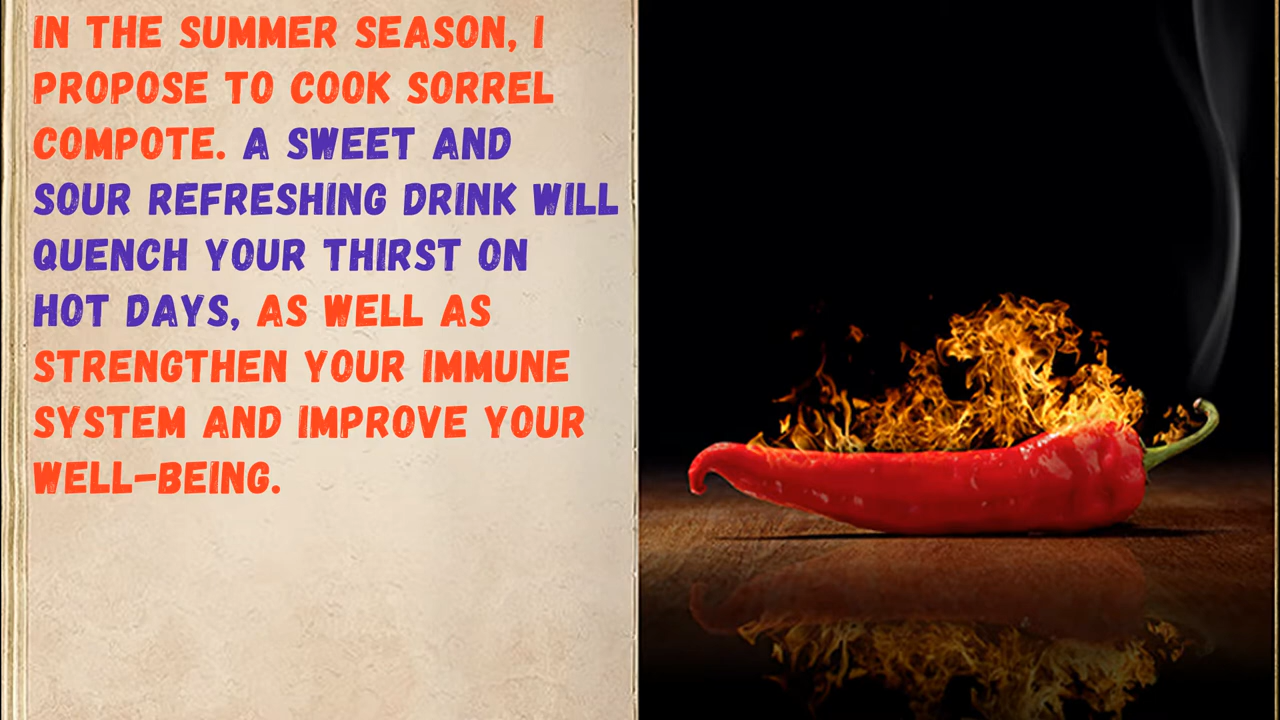 IN THE SUMMER SEASON, I
PROPOSE TO COOK SORREL
COMPOTE. A SWEET AND
SOUR REFRESHING DRINK WILL
QUENCH YOUR THIRST ON
HOT DAYS, AS WELL AS
STRENGTHEN YOUR IMMUNE
SYSTEM AND IMPROVE YOUR
WELL-BEING.